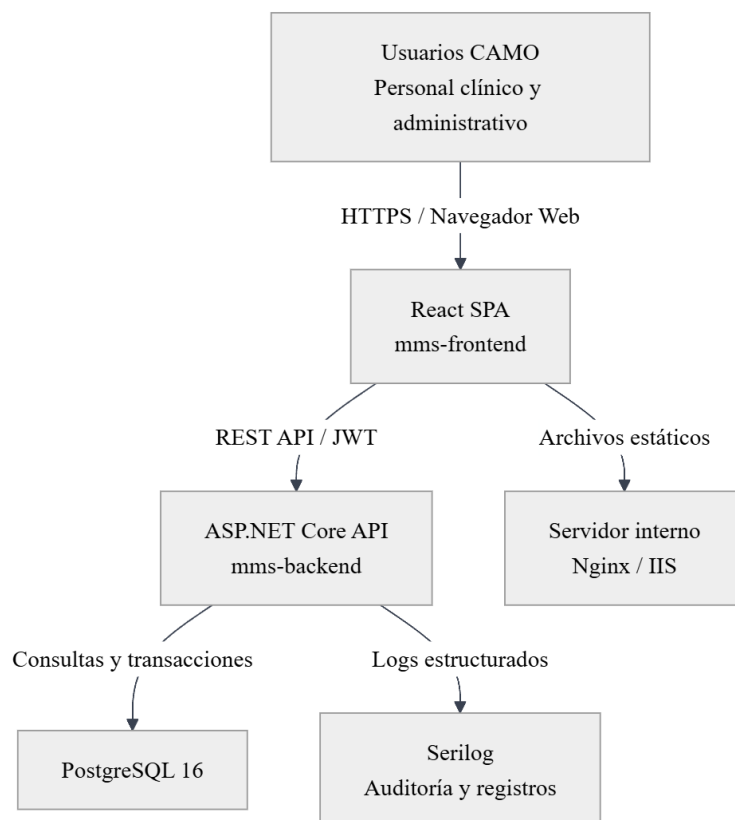 Usuarios CAMO
Personal clínico y
administrativo
HTTPS / Navegador Web
React SPA
mms-frontend
REST API / JWT
Archivos estáticos
ASP.NET Core API
mms-backend
Servidor interno
Nginx / IIS
Consultas y transacciones
Logs estructurados
PostgreSQL 16
Serilog
Auditoría y registros